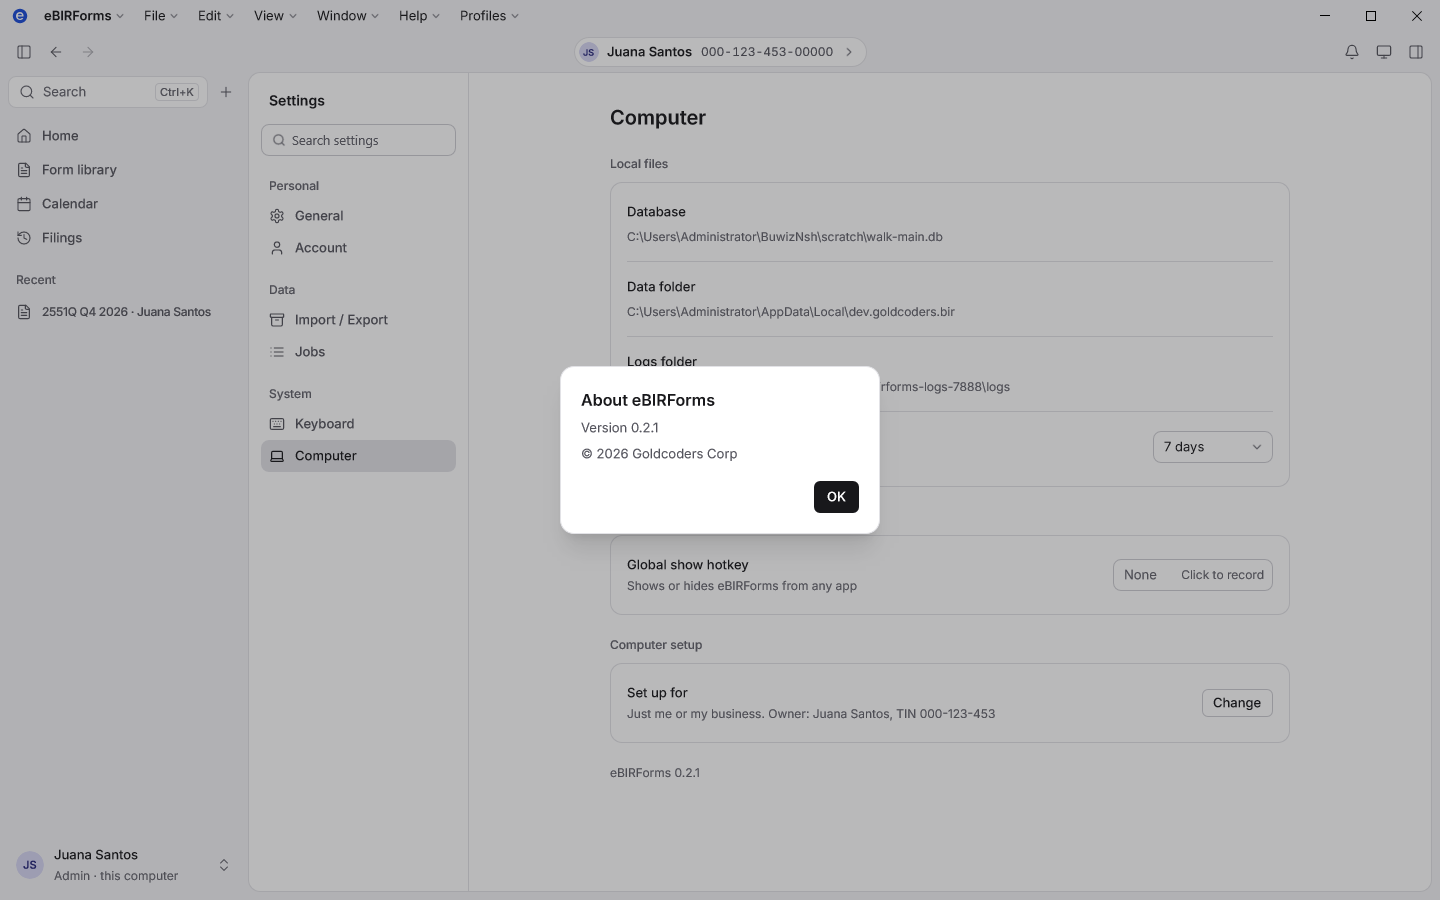 eBIRForms File Edit View Window Help Profiles
JS Juana Santos 000-123-453-00000
Search Ctrl+K
Home
Form library
Calendar
Filings
Recent
2551Q Q4 2026 · Juana Santos
JS Juana Santos
Admin · this computer
Settings
Search settings
Personal
General
Account
Data
Import / Export
Jobs
System
Keyboard
Computer
Computer
Local files
Database
C:\Users\Administrator\BuwizNsh\scratch\walk-main.db
Data folder
C:\Users\Administrator\AppData\Local\dev.goldcoders.bir
Logs folder
rforms-logs-7888\logs
7 days
About eBIRForms
Version 0.2.1
© 2026 Goldcoders Corp
OK
Global show hotkey
Shows or hides eBIRForms from any app
None Click to record
Computer setup
Set up for
Just me or my business. Owner: Juana Santos, TIN 000-123-453
Change
eBIRForms 0.2.1